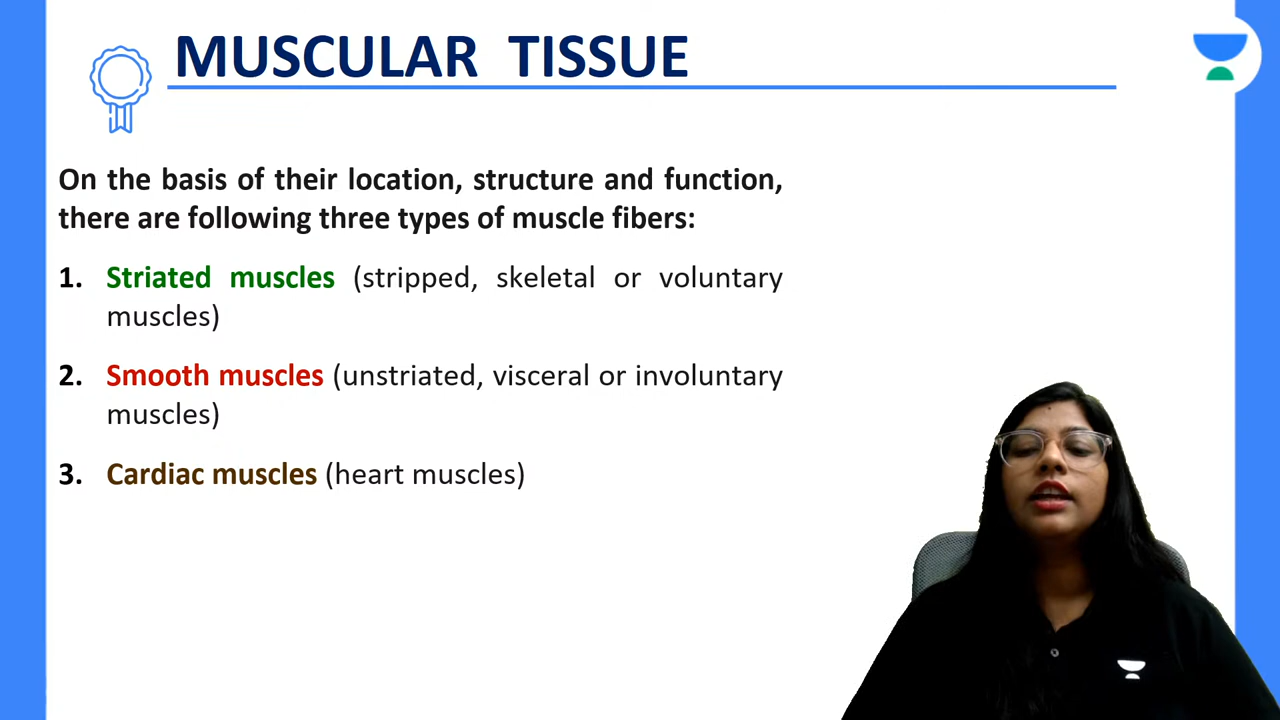 MUSCULAR TISSUE
On the basis of their location, structure and function,
there are following three types of muscle fibers:
1. Striated muscles (stripped, skeletal or voluntary
muscles)
2. Smooth muscles (unstriated, visceral or involuntary
muscles)
3. Cardiac muscles (heart muscles)